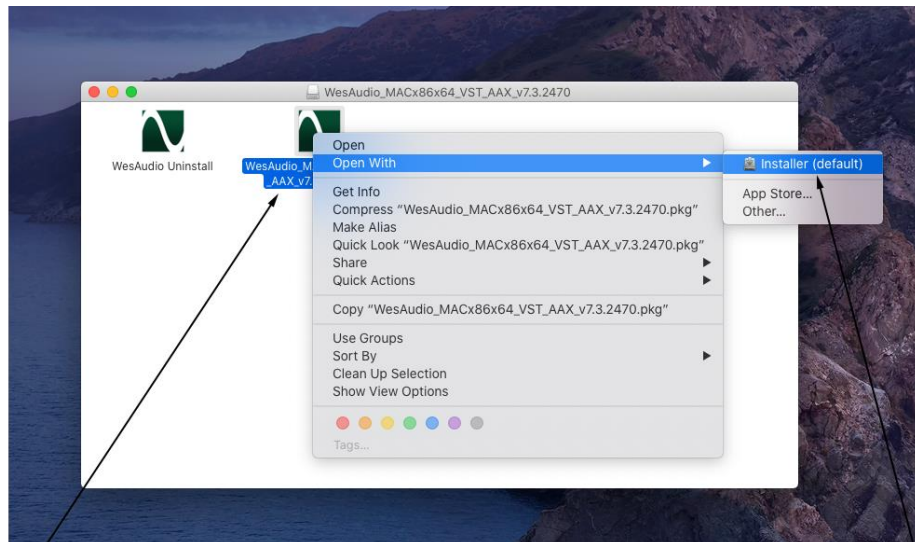 WesAudio_MACx86x64_VST_AAX_v7.3.2470
WesAudio Uninstall
WesAudio_M
_AAX_v7.
Open
Open With
Get Info
Compress “WesAudio_MACx86x64_VST_AAX_v7.3.2470.pkg”
Make Alias
Quick Look “WesAudio_MACx86x64_VST_AAX_v7.3.2470.pkg”
Share
Quick Actions
Copy “WesAudio_MACx86x64_VST_AAX_v7.3.2470.pkg”
Use Groups
Sort By
Clean Up Selection
Show View Options
Tags...
Installer (default)
App Store...
Other...